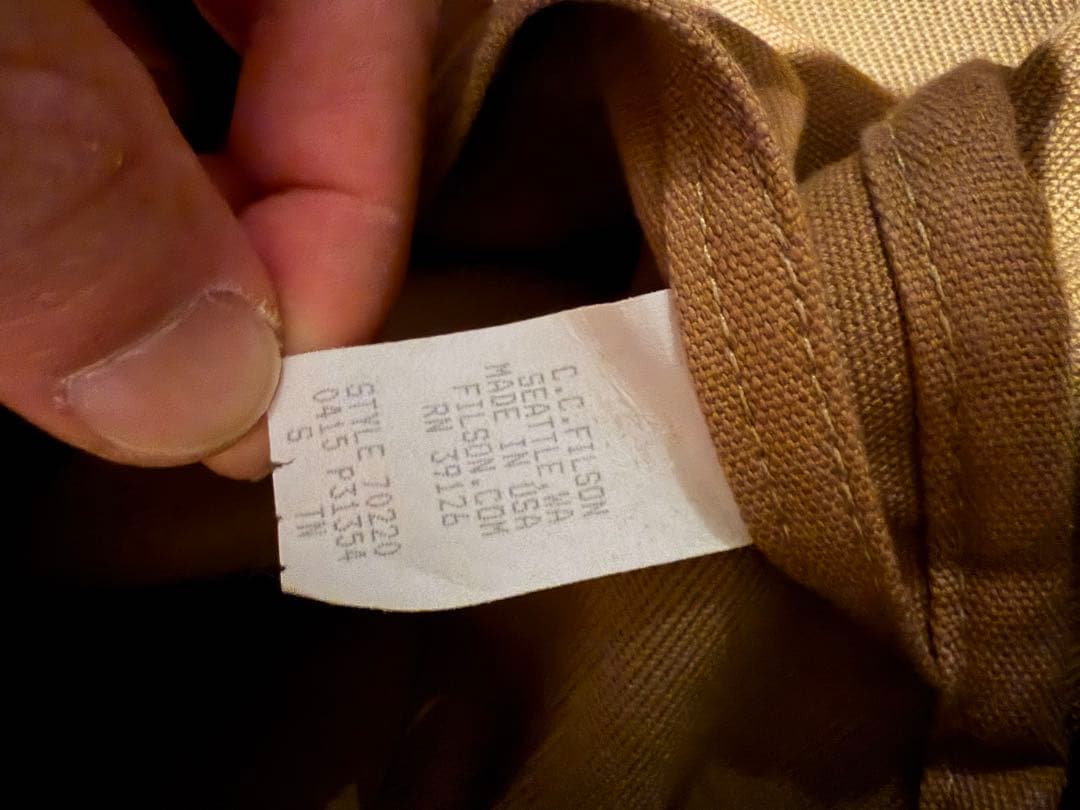 C.C.FILSON
SEATTLE,WA
MADE IN USA
FILSON.COM
RN 39126
STYLE 70220
0415 P31354
S TN